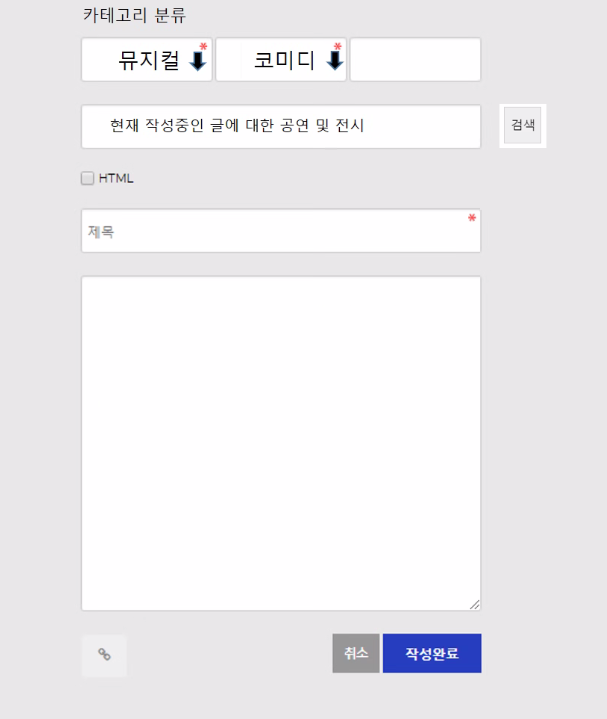 카테고리 분류
뮤지컬 * 코미디 *
현재 작성중인 글에 대한 공연 및 전시 검색
HTML
제목 *
취소 작성완료